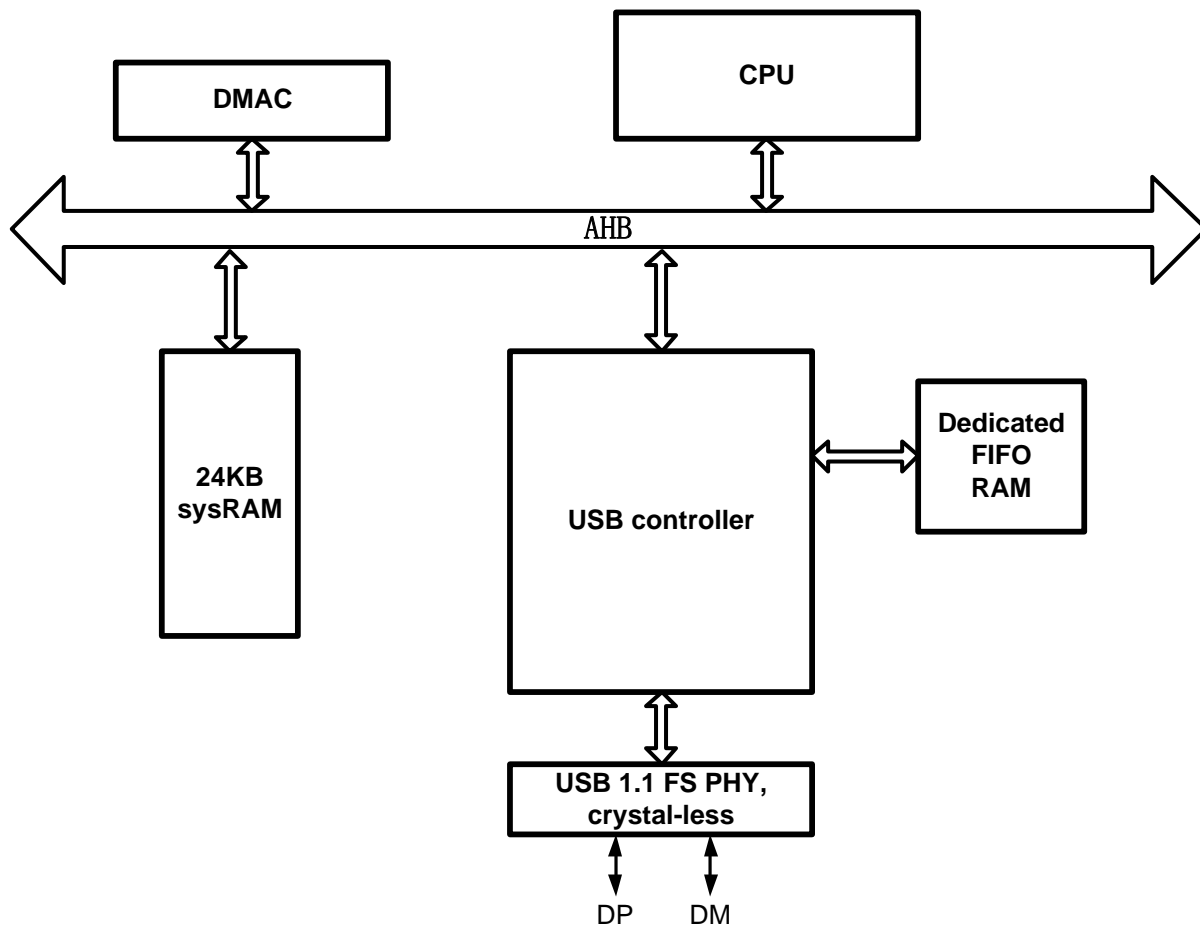 DMAC
CPU
AHB
24KB
sysRAM
USB controller
Dedicated
FIFO
RAM
USB 1.1 FS PHY,
crystal-less
DP
DM